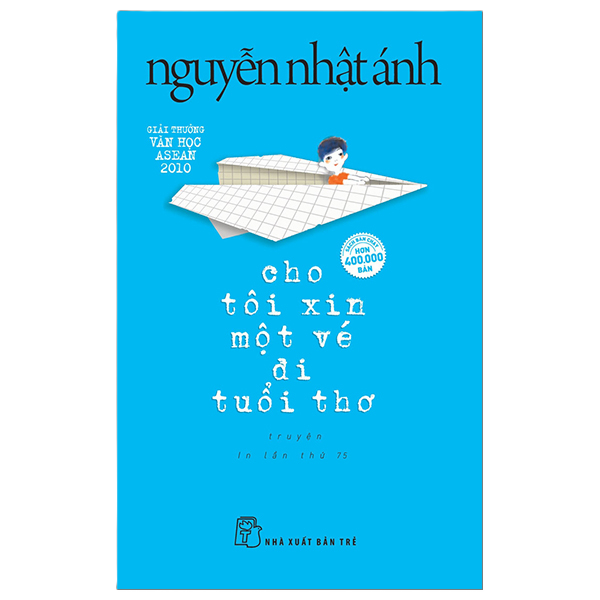 nguyễn nhật ánh
GIẢI THƯỞNG
VĂN HỌC
ASEAN
2010
SÁCH BÁN CHẠY
HƠN
400.000
BẢN
cho
tôi xin
một vé
đi
tuổi thơ
truyện
In lần thứ 75
NHÀ XUẤT BẢN TRẺ